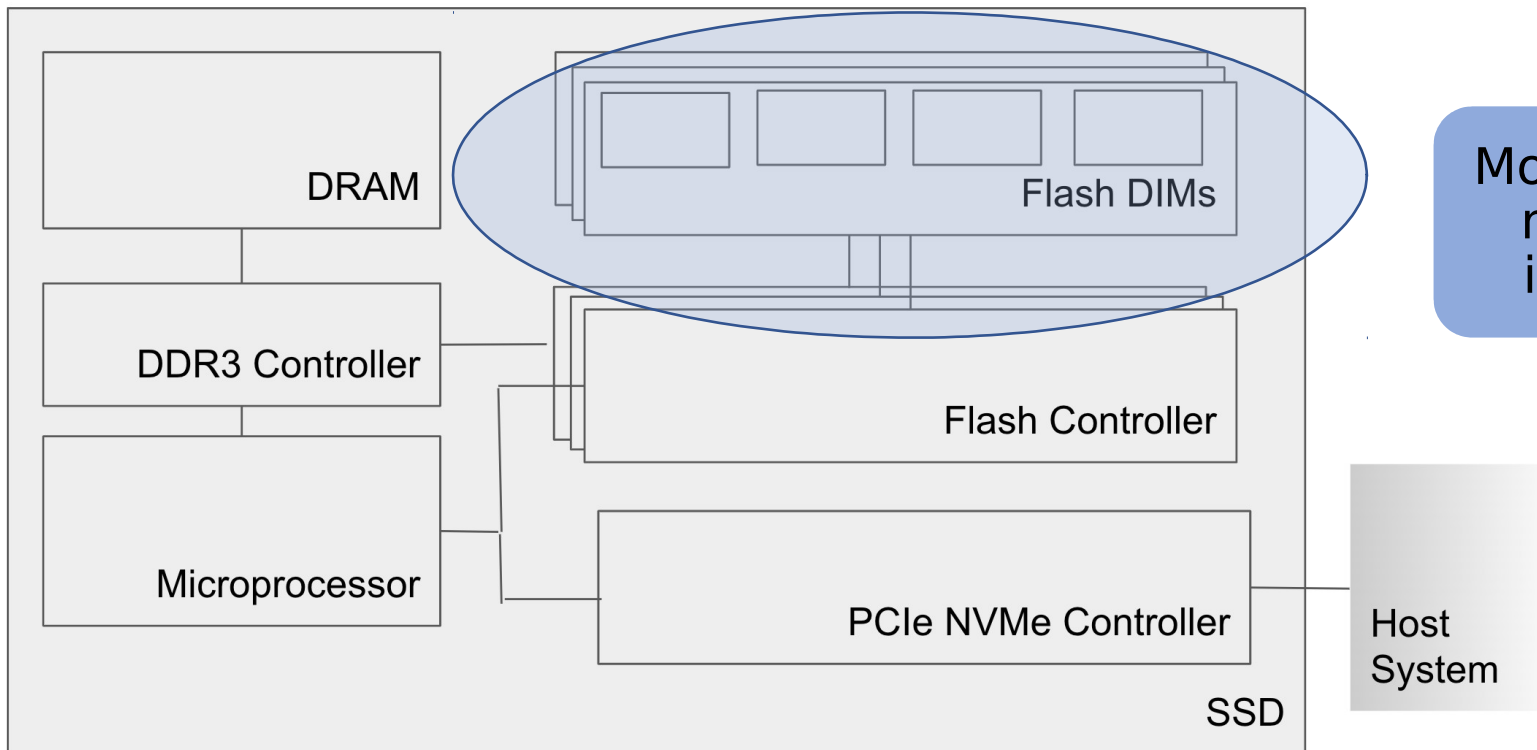 DRAM
Flash DIMs
DDR3 Controller
Flash Controller
Microprocessor
PCIe NVMe Controller
Host
System
SSD